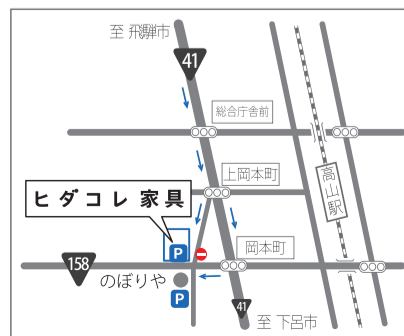 至 飛騨市
41
総合庁舎前
上岡本町
高山駅
ヒダコレ 家具
P
岡本町
158
のぼりや
P
41
至 下呂市